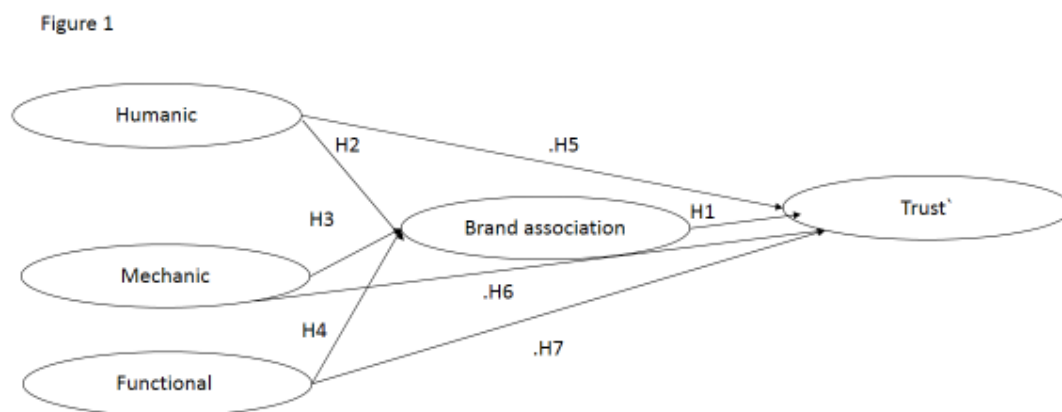 Figure 1
Humanic
H2
.H5
H3
Brand association
H1
Trust`
Mechanic
.H6
H4
.H7
Functional